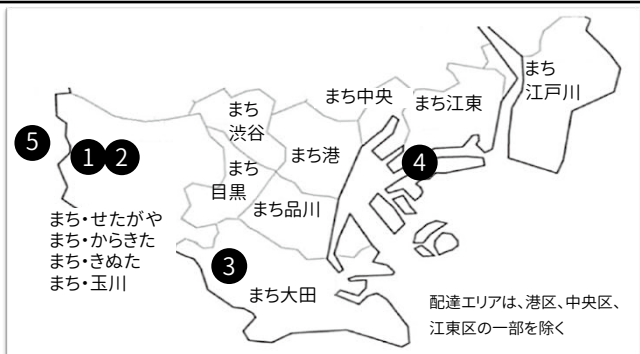 まち
江戸川
まち中央
まち江東
まち
渋谷
まち港
まち
目黒
まち品川
5
1
2
4
まち・せたがや
まち・からきた
まち・きぬた
まち・玉川
3
まち大田
配達エリアは、港区、中央区、
江東区の一部を除く